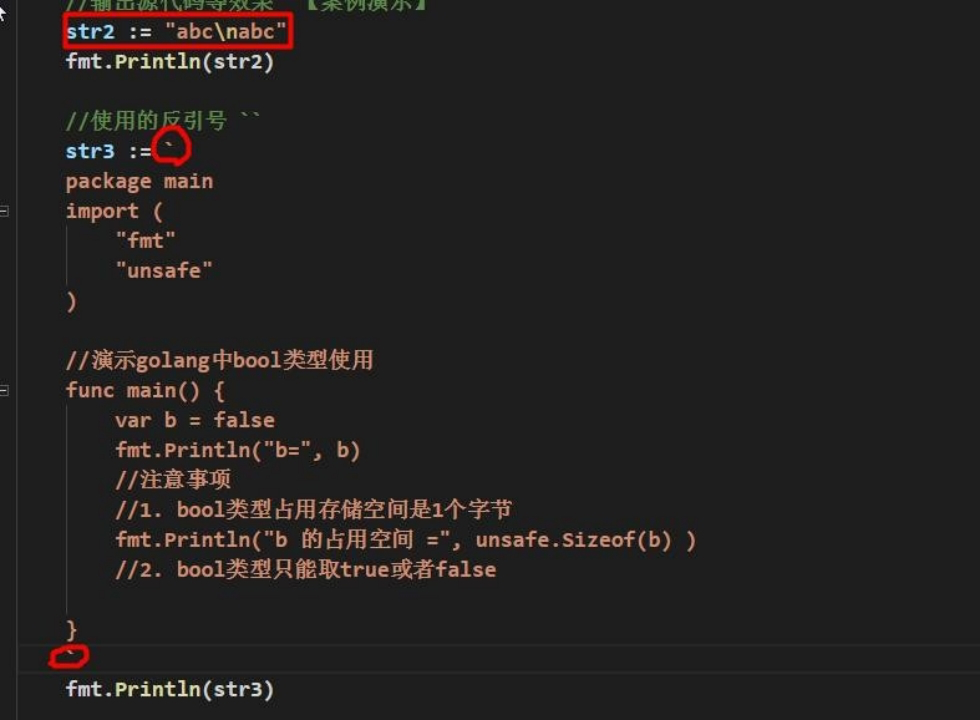 //输出源代码等效果 【案例演示】
str2 := "abc\nabc"
fmt.Println(str2)
//使用的反引号 ``
str3 := `
package main
import (
"fmt"
"unsafe"
)
//演示golang中bool类型使用
func main() {
var b = false
fmt.Println("b=", b)
//注意事项
//1. bool类型占用存储空间是1个字节
fmt.Println("b 的占用空间 =", unsafe.Sizeof(b) )
//2. bool类型只能取true或者false
}
`
fmt.Println(str3)